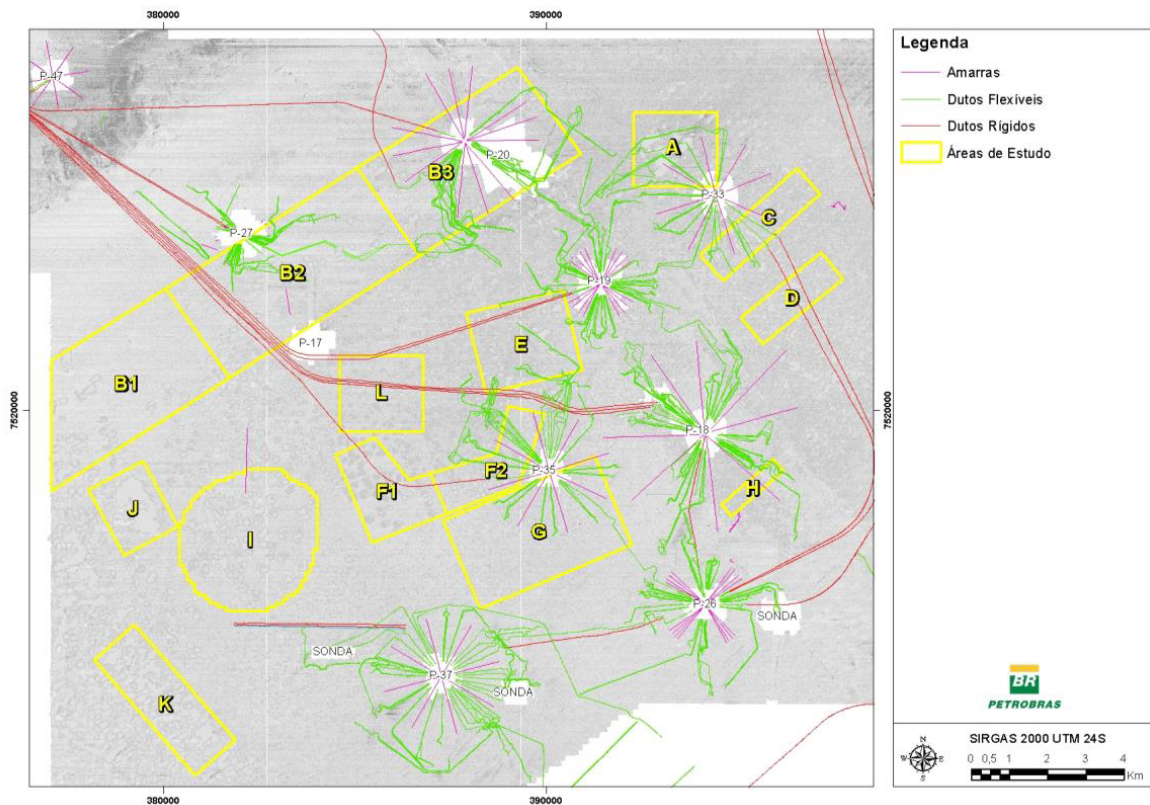 380000
390000
P-47
P-20
A
B3
P-33
C
P-27
B2
P-19
D
P-17
E
B1
L
7520000
7520000
P-18
F2
P-35
F1
H
J
G
I
P-26
SONDA
SONDA
P-37
SONDA
K
380000
390000
Legenda
Amarras
Dutos Flexíveis
Dutos Rígidos
Áreas de Estudo
BR
PETROBRAS
N
W
E
S
SIRGAS 2000 UTM 24S
0 0,5 1 2 3 4
Km